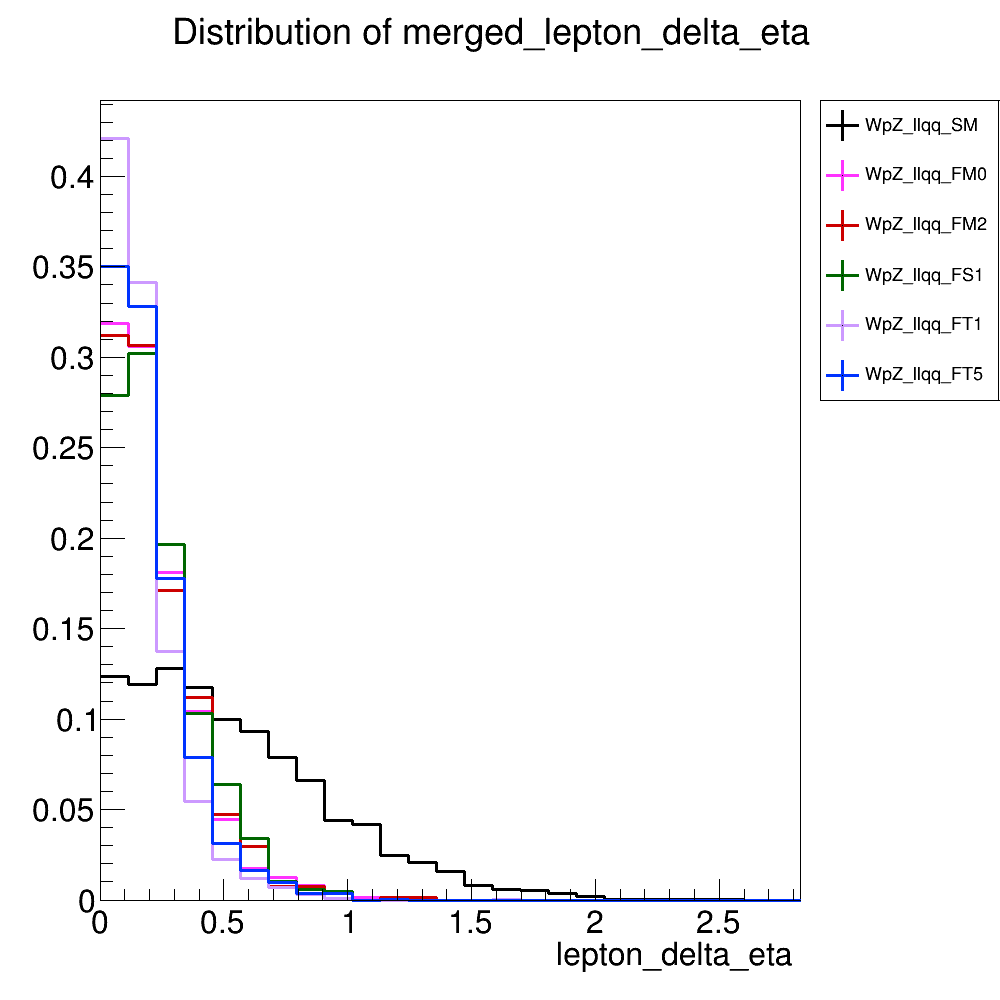 Distribution of merged_lepton_delta_eta
WpZ_llqq_SM
WpZ_llqq_FM0
WpZ_llqq_FM2
WpZ_llqq_FS1
WpZ_llqq_FT1
WpZ_llqq_FT5
0.4
0.35
0.3
0.25
0.2
0.15
0.1
0.05
0
0 0.5 1 1.5 2 2.5
lepton_delta_eta